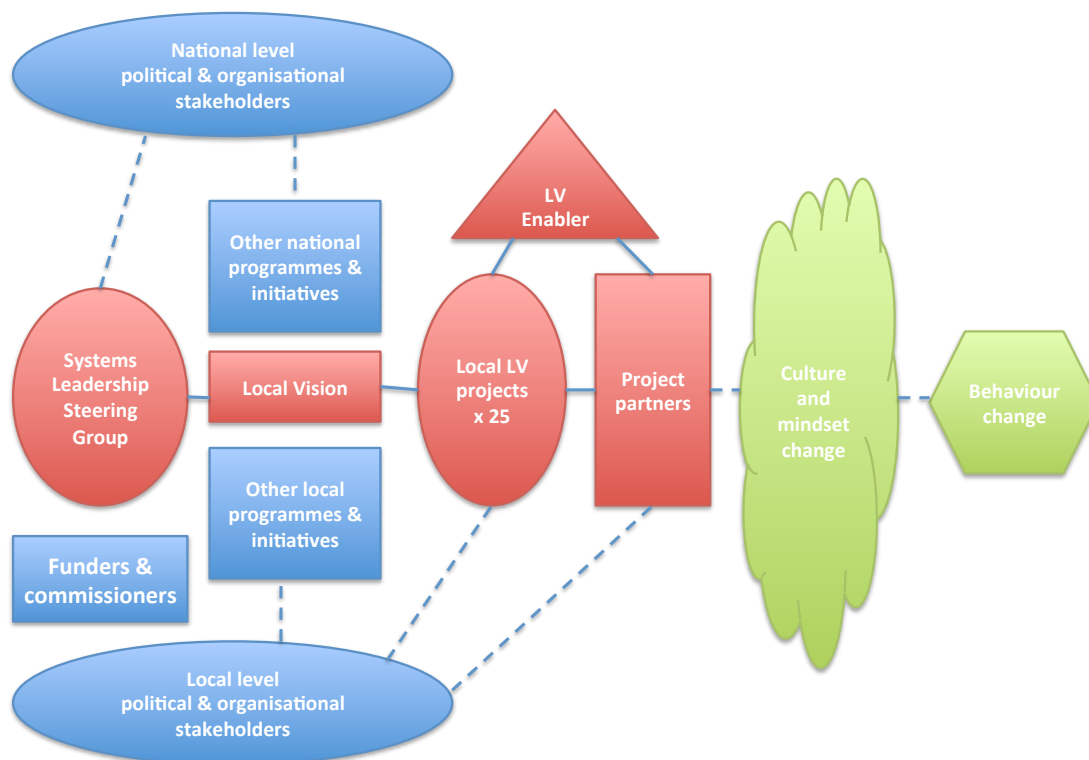 National level
political & organisational
stakeholders
LV
Enabler
Other national
programmes &
initiatives
Systems
Leadership
Steering
Group
Local Vision
Local LV
projects
x 25
Project
partners
Culture
and
mindset
change
Behaviour
change
Other local
programmes &
initiatives
Funders &
commissioners
Local level
political & organisational
stakeholders